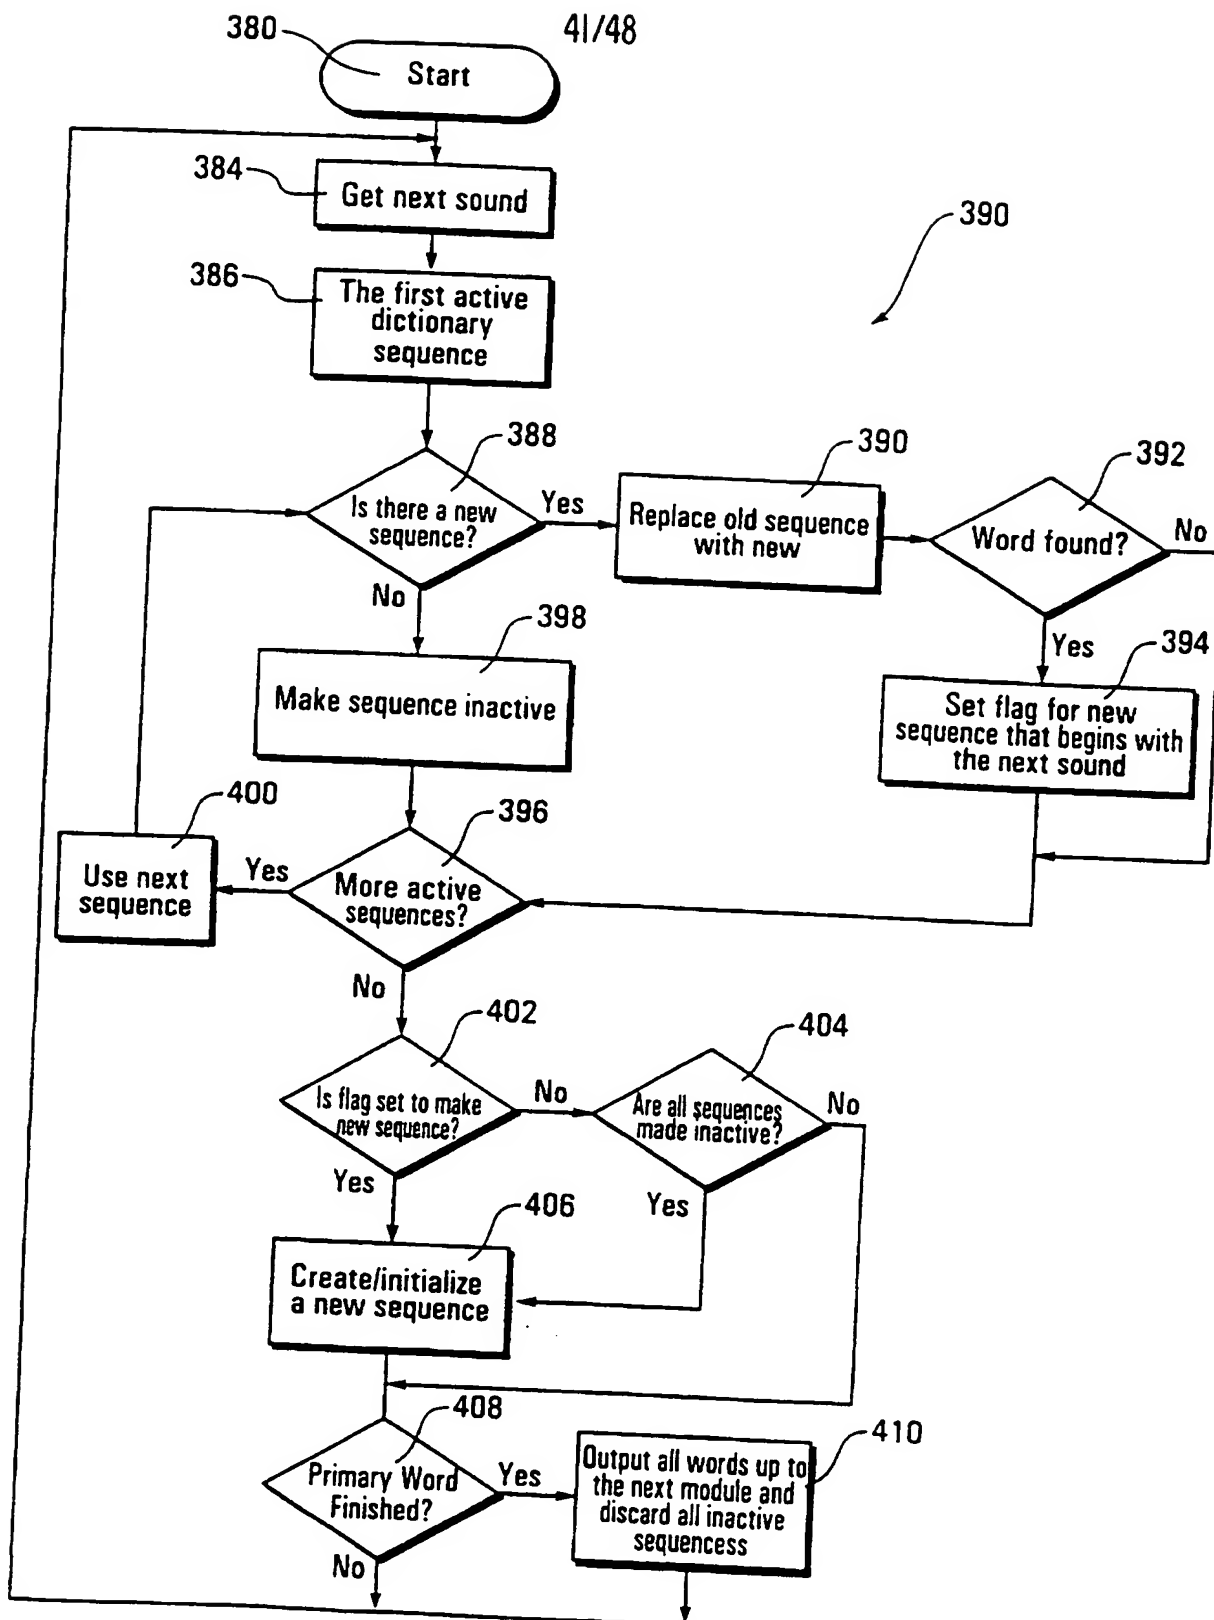 380
41/48
Start
384
Get next sound
390
386
The first active
dictionary
sequence
388
Is there a new
sequence?
Yes
No
390
Replace old sequence
with new
392
Word found?
No
Yes
394
Set flag for new
sequence that begins with
the next sound
398
Make sequence inactive
400
Use next
sequence
396
More active
sequences?
Yes
No
402
Is flag set to make
new sequence?
No
Yes
404
Are all sequences
made inactive?
No
Yes
406
Create/initialize
a new sequence
408
Primary Word
Finished?
Yes
No
410
Output all words up to
the next module and
discard all inactive
sequencess